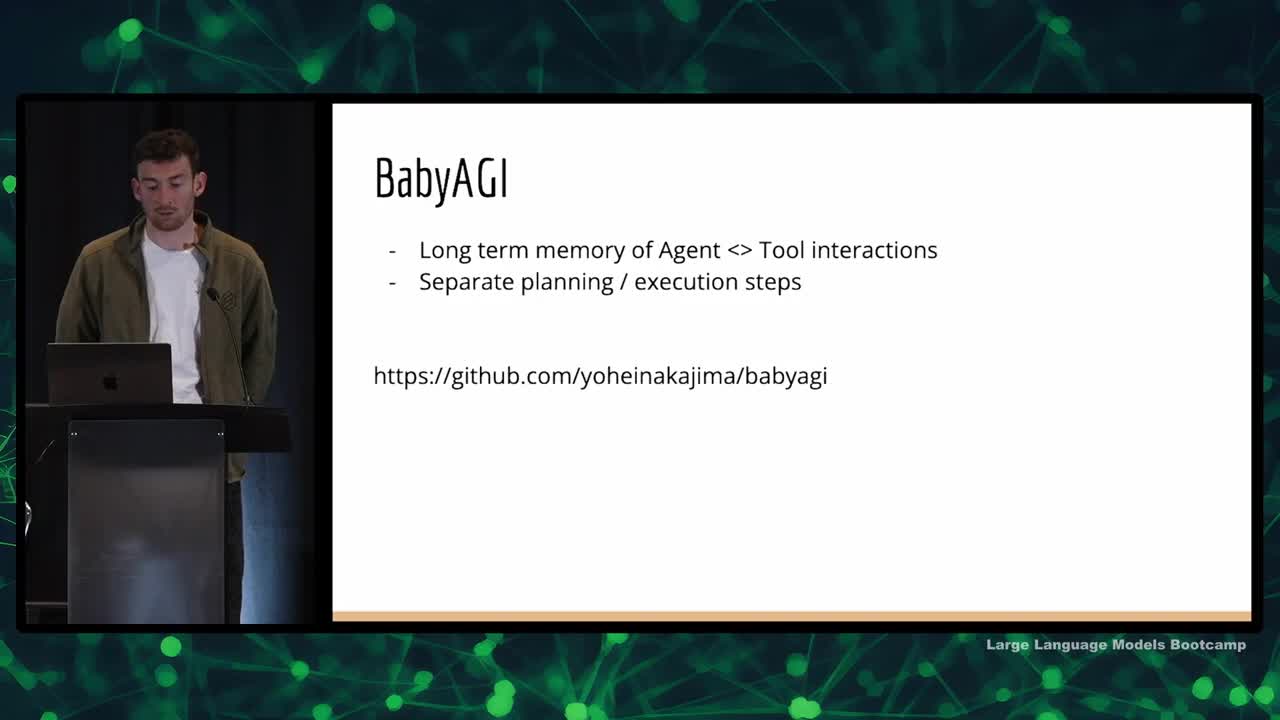 BabyAGI
- Long term memory of Agent <> Tool interactions
- Separate planning / execution steps
https://github.com/yoheinakajima/babyagi
Large Language Models Bootcamp